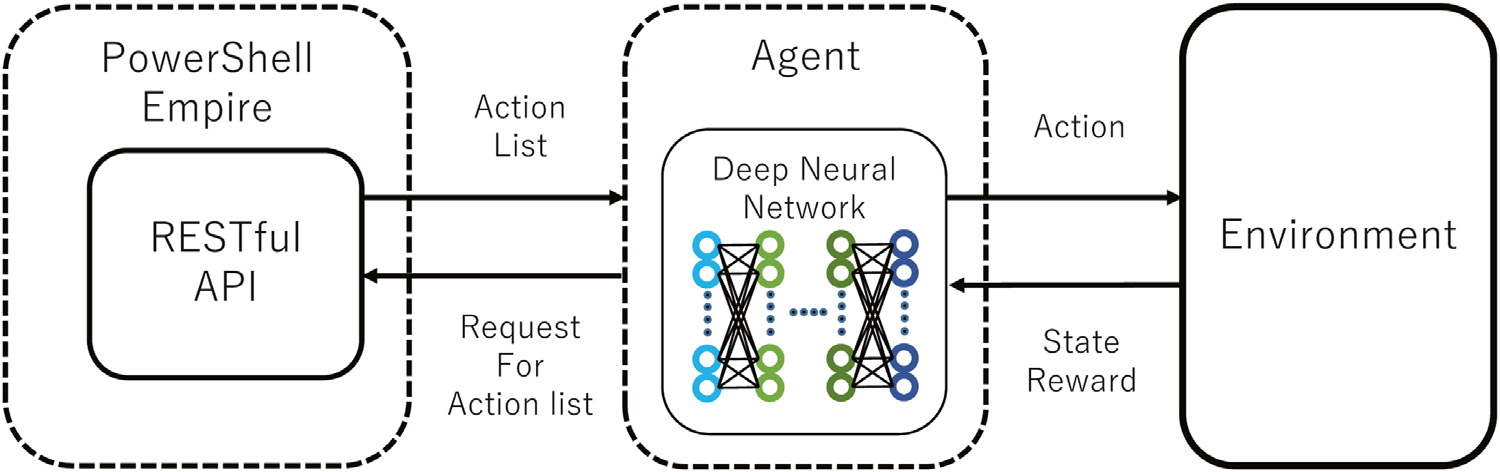 PowerShell
Empire
RESTful
API
Action
List
Request
For
Action list
Agent
Deep Neural
Network
Action
State
Reward
Environment